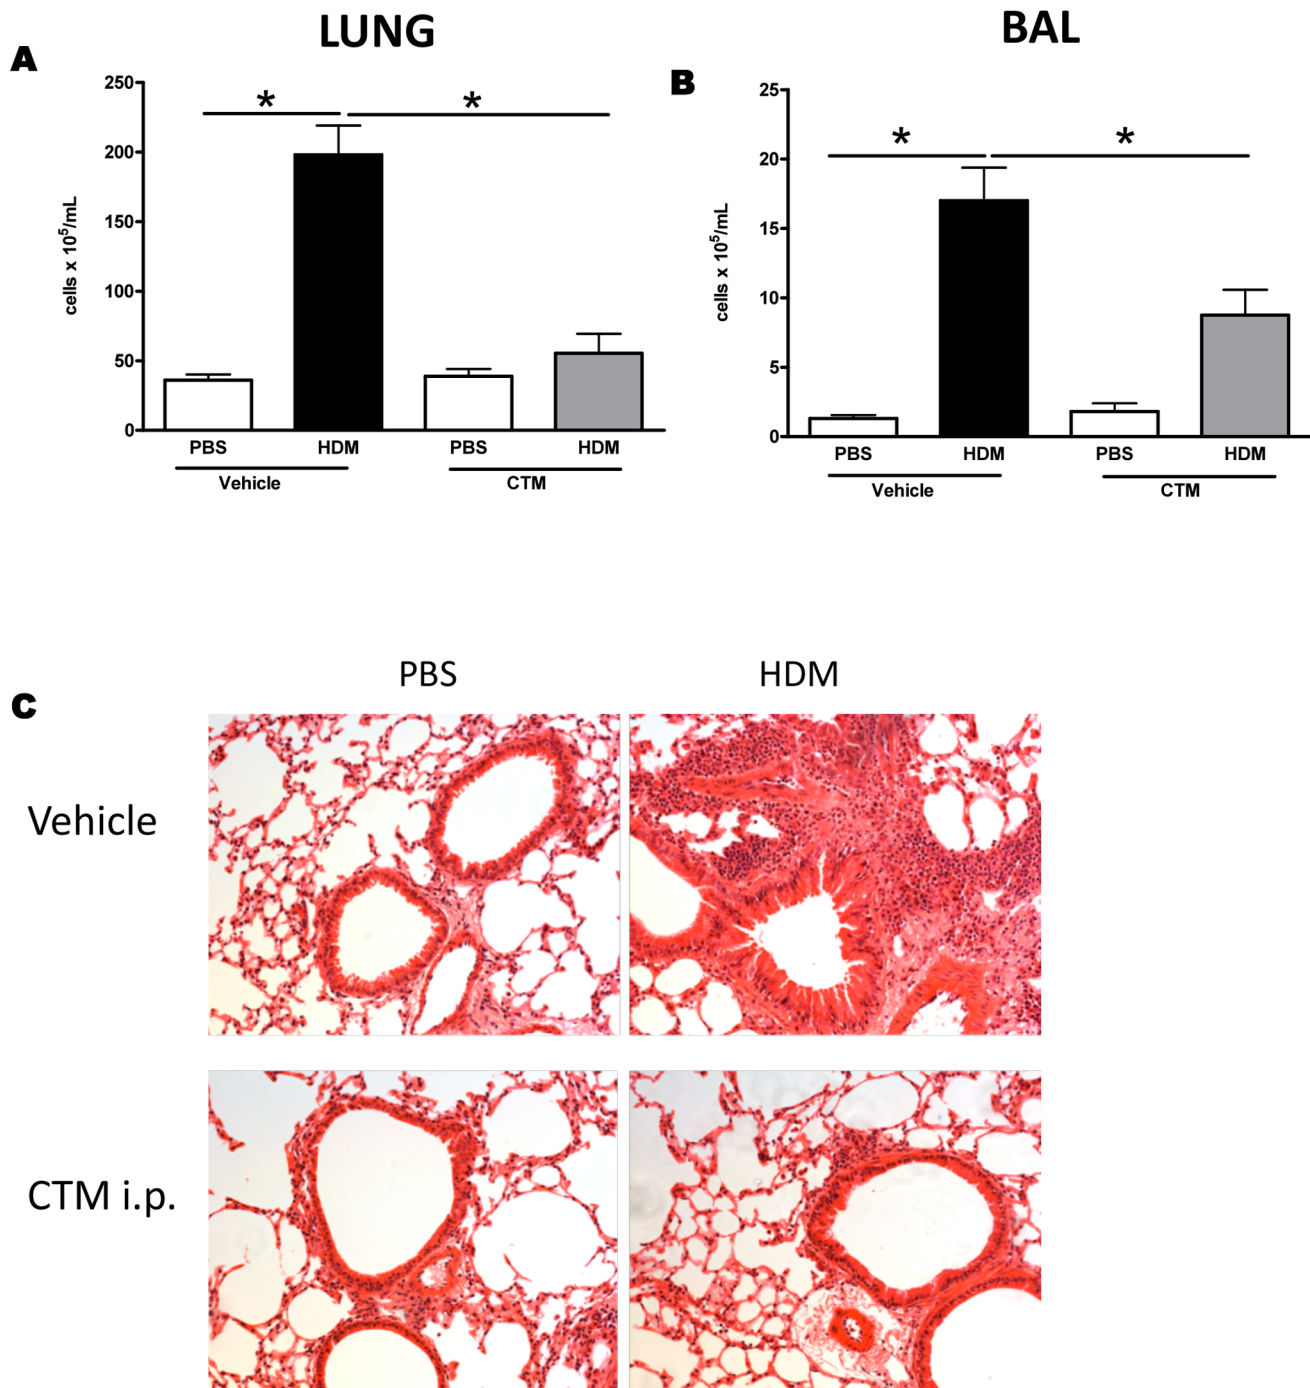 LUNG
A
250
200
150
100
50
0
cells x 10⁵/mL
*
*
PBS
HDM
PBS
HDM
Vehicle
CTM
BAL
B
25
20
15
10
5
0
cells x 10⁵/mL
*
*
PBS
HDM
PBS
HDM
Vehicle
CTM
PBS
HDM
C
Vehicle
CTM i.p.